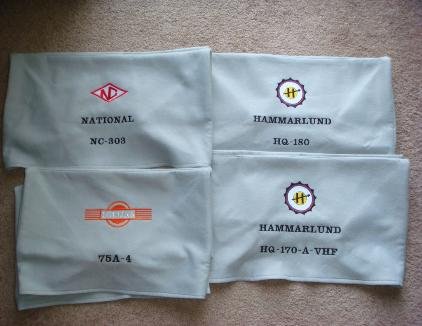 NC
NATIONAL
NC-303
H
HAMMARLUND
HQ-180
75A-4
H
HAMMARLUND
HQ-170-A-VHF